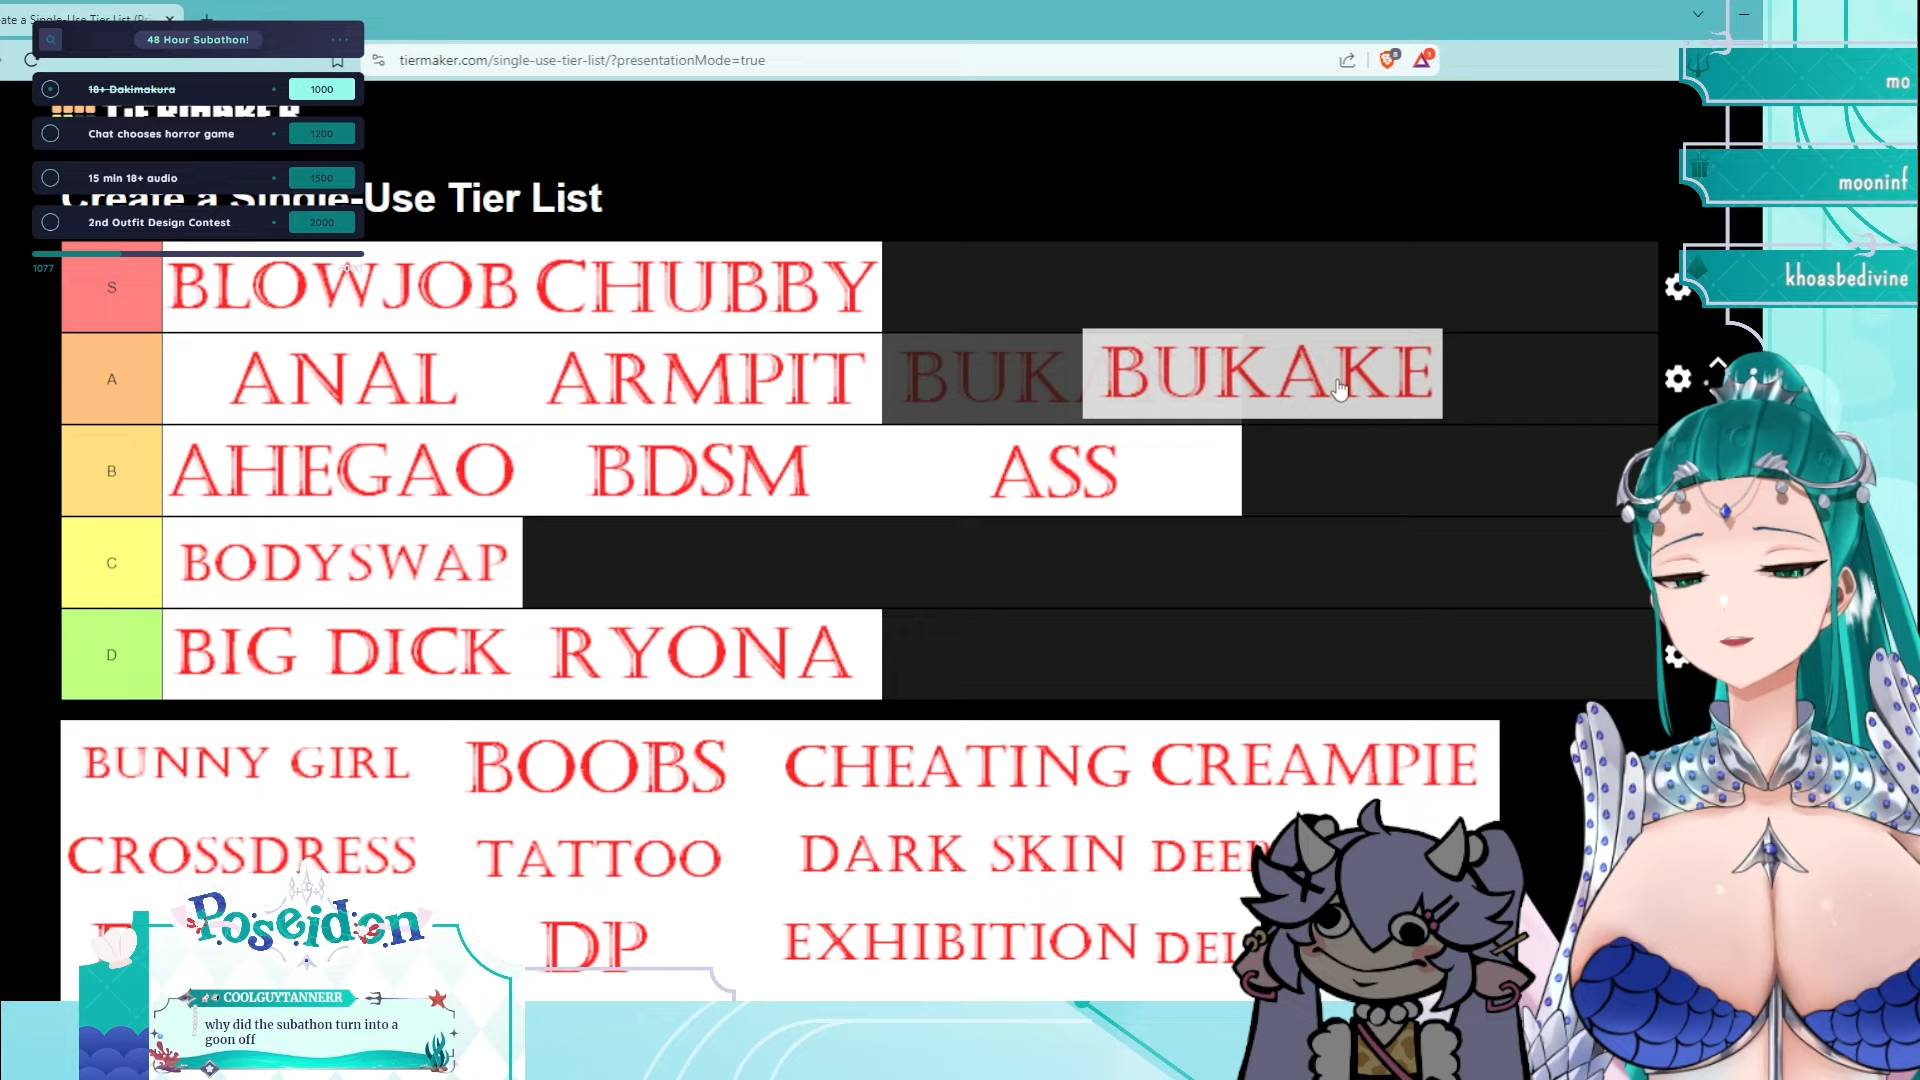 48 Hour Subathon!
tiermaker.com/single-use-tier-list/?presentationMode=true
18+ Dakimakura 1000
Chat chooses horror game 1200
15 min 18+ audio 1500
2nd Outfit Design Contest 2000
1077
Create a Single-Use Tier List
mo
mooninf
khoasbedivine
S BLOWJOB CHUBBY
A ANAL ARMPIT BUKAKE
B AHEGAO BDSM ASS
C BODYSWAP
D BIG DICK RYONA
BUNNY GIRL BOOBS CHEATING CREAMPIE
CROSSDRESS TATTOO DARK SKIN
DP EXHIBITION
Poseidon
COOLGUYTANNERR
why did the subathon turn into a
goon off